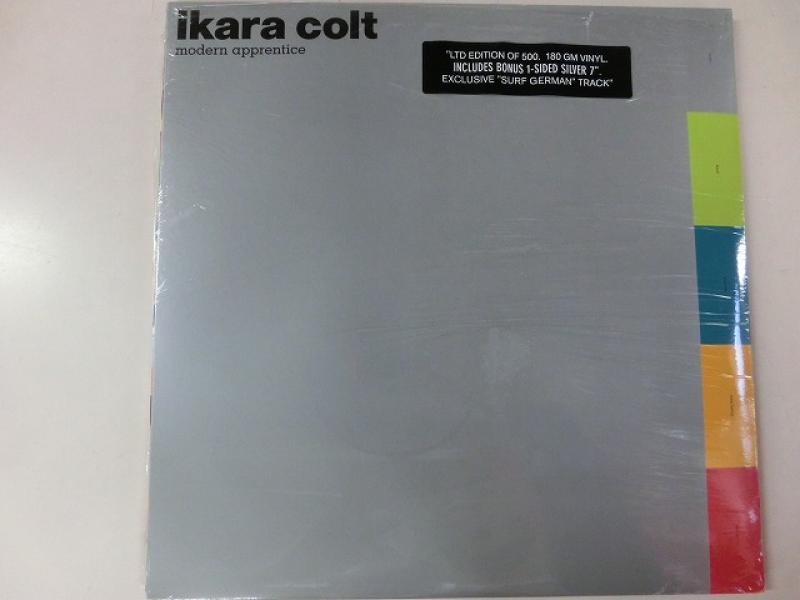 ikara colt
modern apprentice
"LTD EDITION OF 500. 180 GM VINYL.
INCLUDES BONUS 1-SIDED SILVER 7".
EXCLUSIVE "SURF GERMAN" TRACK"